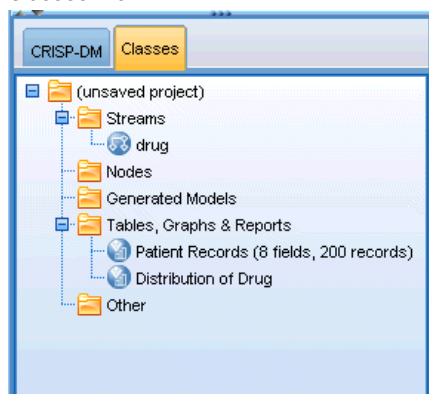 CRISP-DM Classes
(unsaved project)
Streams
drug
Nodes
Generated Models
Tables, Graphs & Reports
Patient Records (8 fields, 200 records)
Distribution of Drug
Other